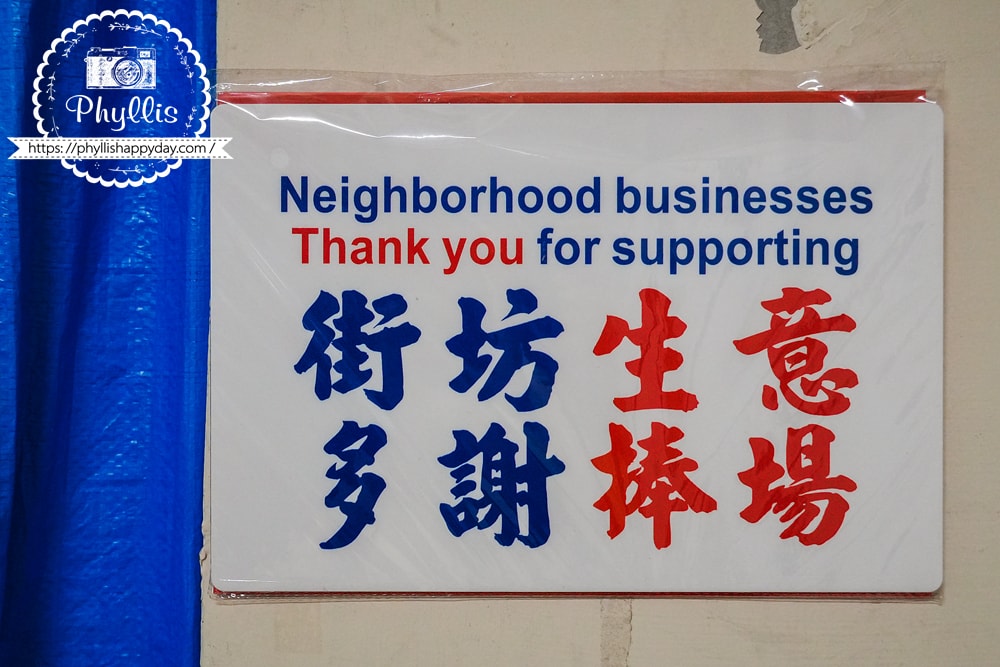 Phyllis
https://phyllishappyday.com /
Neighborhood businesses
Thank you for supporting
街坊生意
多謝捧場